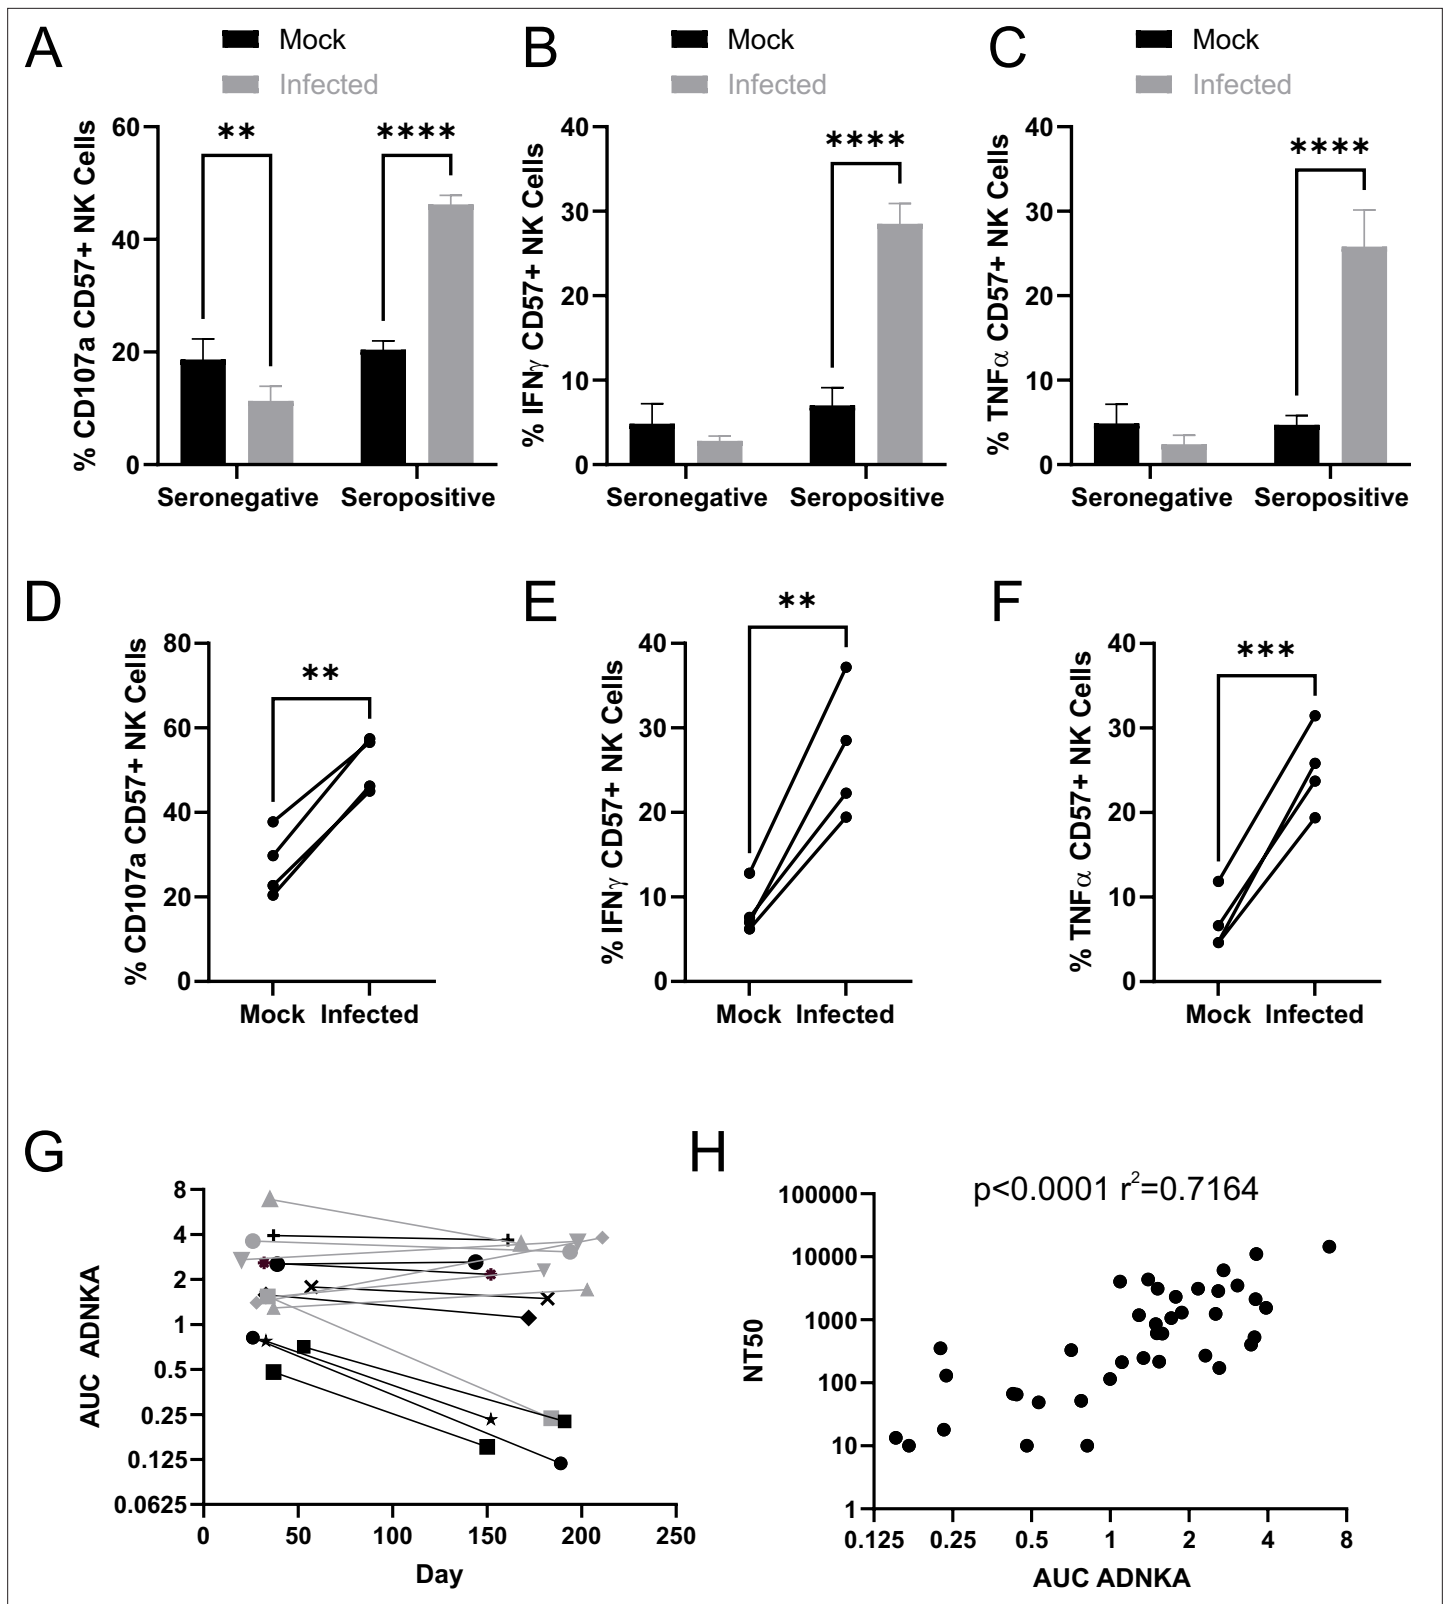 A
Mock
Infected
B
Mock
Infected
C
Mock
Infected
% CD107a CD57+ NK Cells
60
40
20
0
**
****
Seronegative
Seropositive
% IFNγ CD57+ NK Cells
40
30
20
10
0
****
Seronegative
Seropositive
% TNFα CD57+ NK Cells
40
30
20
10
0
****
Seronegative
Seropositive
D
% CD107a CD57+ NK Cells
80
60
40
20
0
**
Mock
Infected
E
% IFNγ CD57+ NK Cells
40
30
20
10
0
**
Mock
Infected
F
% TNFα CD57+ NK Cells
40
30
20
10
0
***
Mock
Infected
G
AUC ADNKA
8
4
2
1
0.5
0.25
0.125
0.0625
0
50
100
150
200
250
Day
H
p<0.0001 r²=0.7164
NT50
100000
10000
1000
100
10
1
0.125
0.25
0.5
1
2
4
8
AUC ADNKA